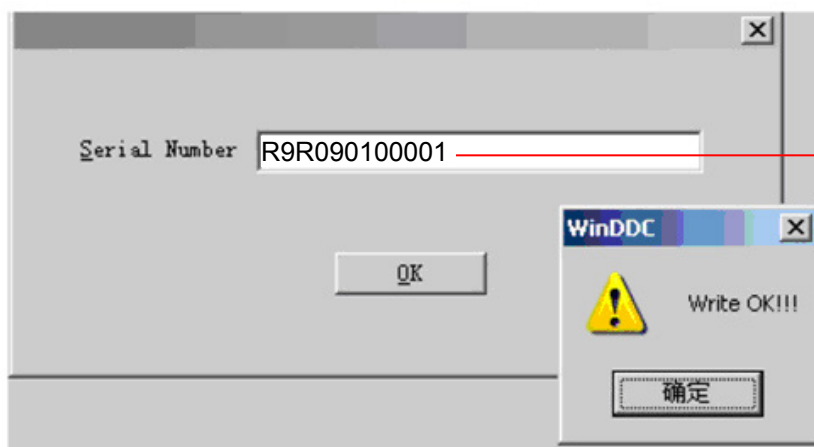 Serial Number R9R090100001
OK
WinDDC
Write OK!!!
确定